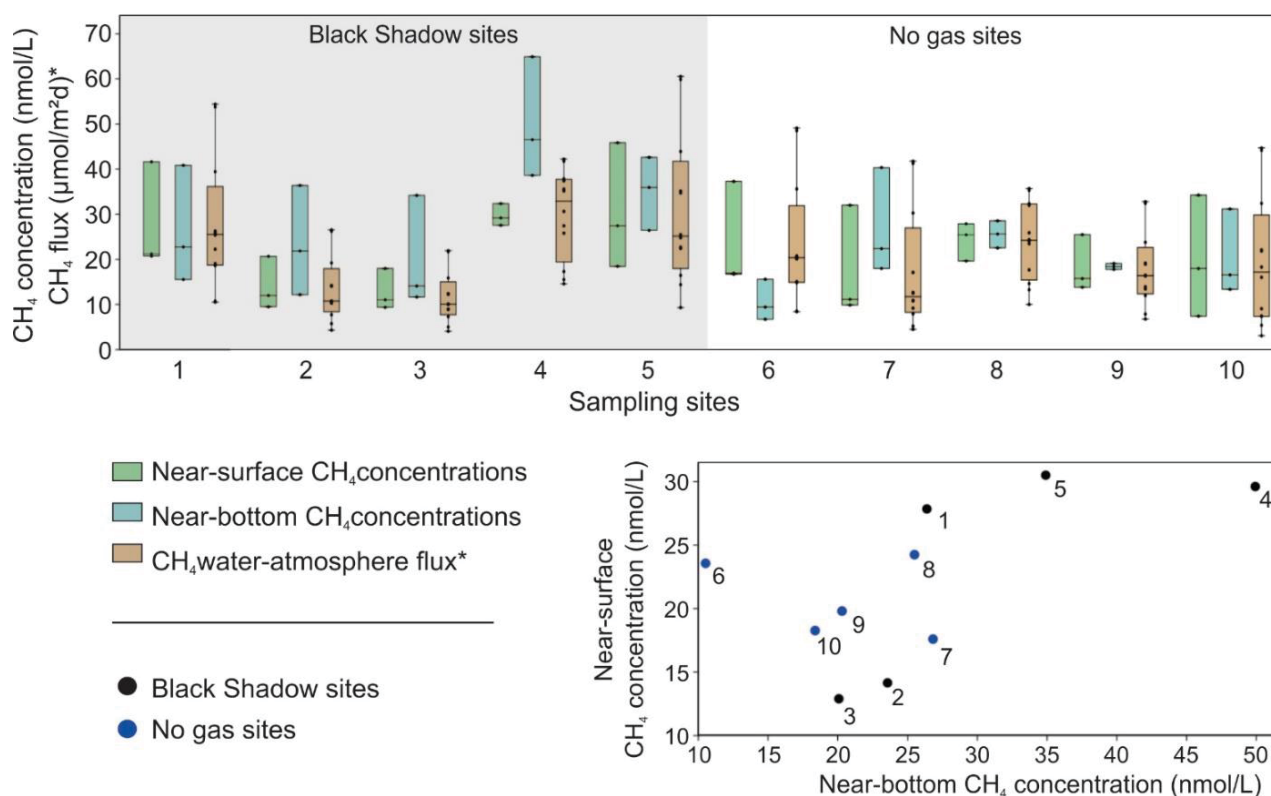 CH₄ concentration (nmol/L)
CH₄ flux (µmol/m²d)*
70
60
50
40
30
20
10
0
Black Shadow sites
No gas sites
1 2 3 4 5 6 7 8 9 10
Sampling sites
Near-surface CH₄concentrations
Near-bottom CH₄concentrations
CH₄water-atmosphere flux*
Black Shadow sites
No gas sites
Near-surface
CH₄ concentration (nmol/L)
30
25
20
15
10
5
4
1
8
6
9
10
7
2
3
10 15 20 25 30 35 40 45 50
Near-bottom CH₄ concentration (nmol/L)